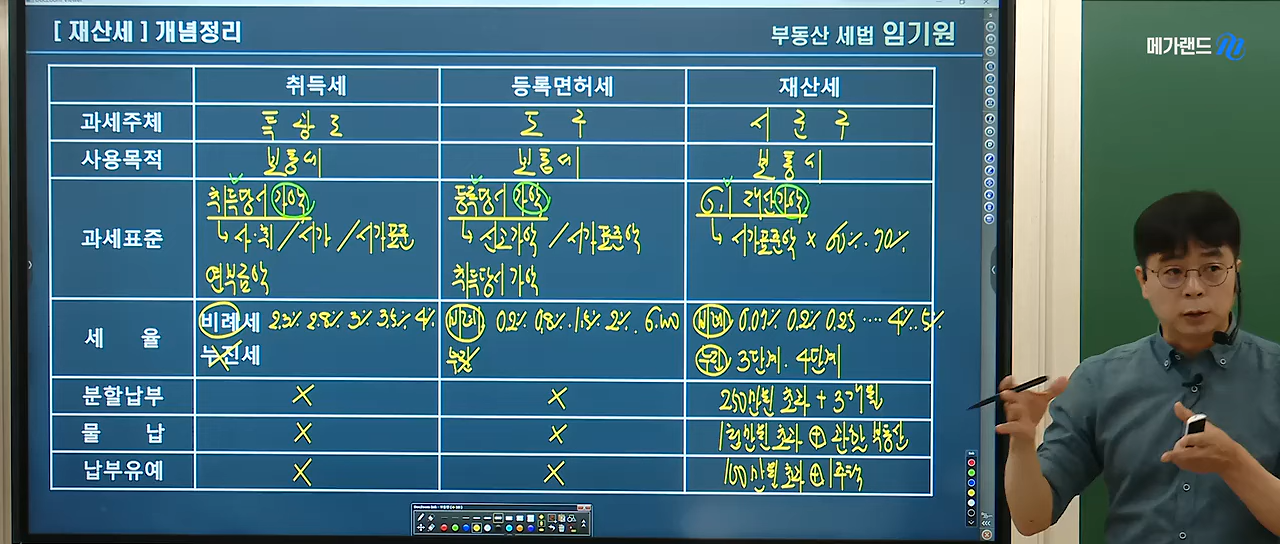 [ 재산세 ] 개념정리
부동산 세법 임기원
메가랜드
취득세 등록면허세 재산세
과세주체 특 광 도 도 구 시 군 구
사용목적 보통세 보통세 보통세
과세표준 취득당시 가액 등록당시 가액 6.1 재산가액
↳ 사·취 / 시가 / 시가표준 ↳ 신고가액 / 시가표준액 ↳ 시가표준액 × 60%. 70%
연부금액 취득당시 가액
세 율 비례세 2.3% 2.8% 3% 3.5% 4% 비례 0.2% 0.8% 1.5% 2% 비례 0.07% 0.2% 0.25 .... 4%. 5%
누진세 누진 누진 3단계. 4단계
분할납부 × × 250만원 초과 + 3개월
물 납 × × 1천만원 초과 ⊕ 관할 부동산
납부유예 × × 100만원 초과 ⊕ 1주택